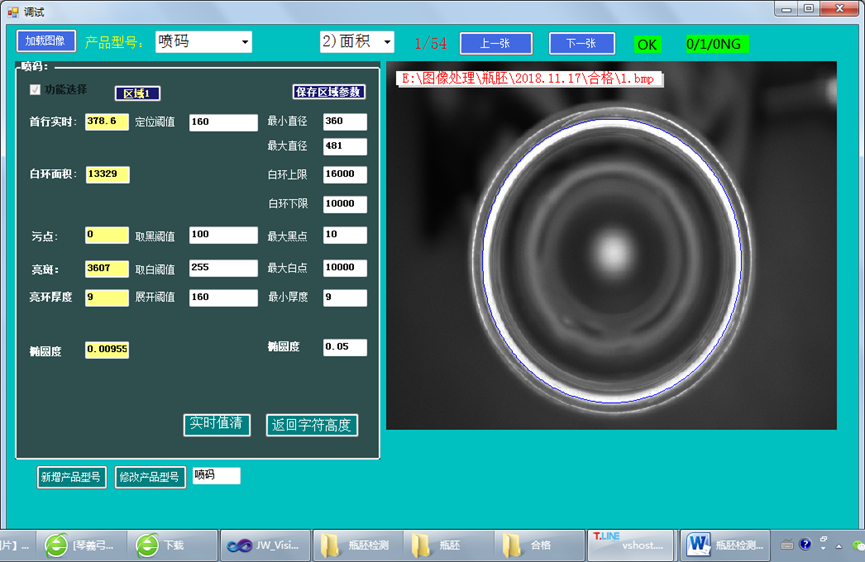 调试
加载图像 产品型号: 喷码 2)面积 1/54 上一张 下一张 OK 0/1/0NG
喷码:
功能选择 区域1 保存区域参数
首行实时: 378.6 定位阈值 160 最小直径 360
最大直径 481
白环面积: 13329 白环上限 16000
白环下限 10000
污点: 0 取黑阈值 100 最大黑点 10
亮斑: 3607 取白阈值 255 最大白点 10000
亮环厚度 9 展开阈值 160 最小厚度 9
椭圆度 0.00955 椭圆度 0.05
实时值清 返回字符高度
新增产品型号 修改产品型号 喷码
E:\图像处理\瓶胚\2018.11.17\合格\1.bmp
片】... [琴義弓... 下载 JW_Visi... 瓶胚检测 瓶胚 合格 T.LINE vshost.... 瓶胚检测...